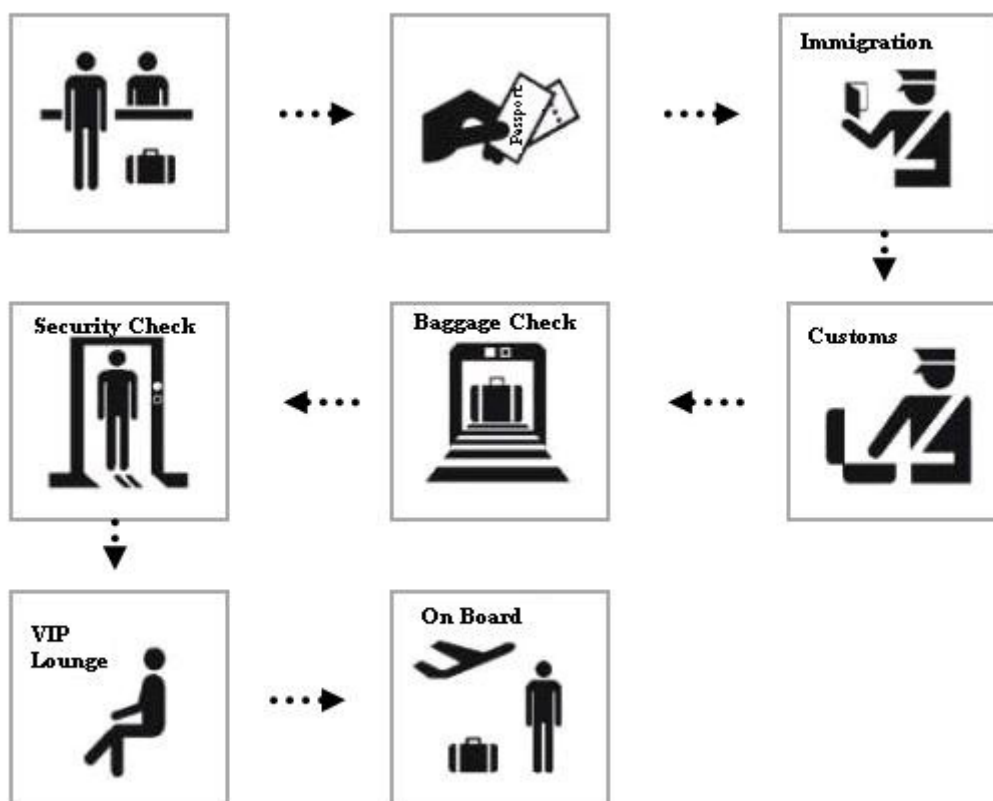 Passport
Immigration
Customs
Baggage Check
Security Check
VIP
Lounge
On Board